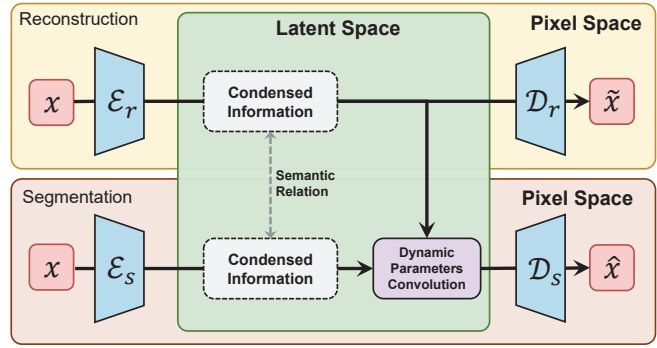 Reconstruction
Latent Space
Pixel Space
x
ℰᵣ
Condensed
Information
𝒟ᵣ
x̃
Semantic
Relation
Segmentation
Pixel Space
x
ℰₛ
Condensed
Information
Dynamic
Parameters
Convolution
𝒟ₛ
x̂